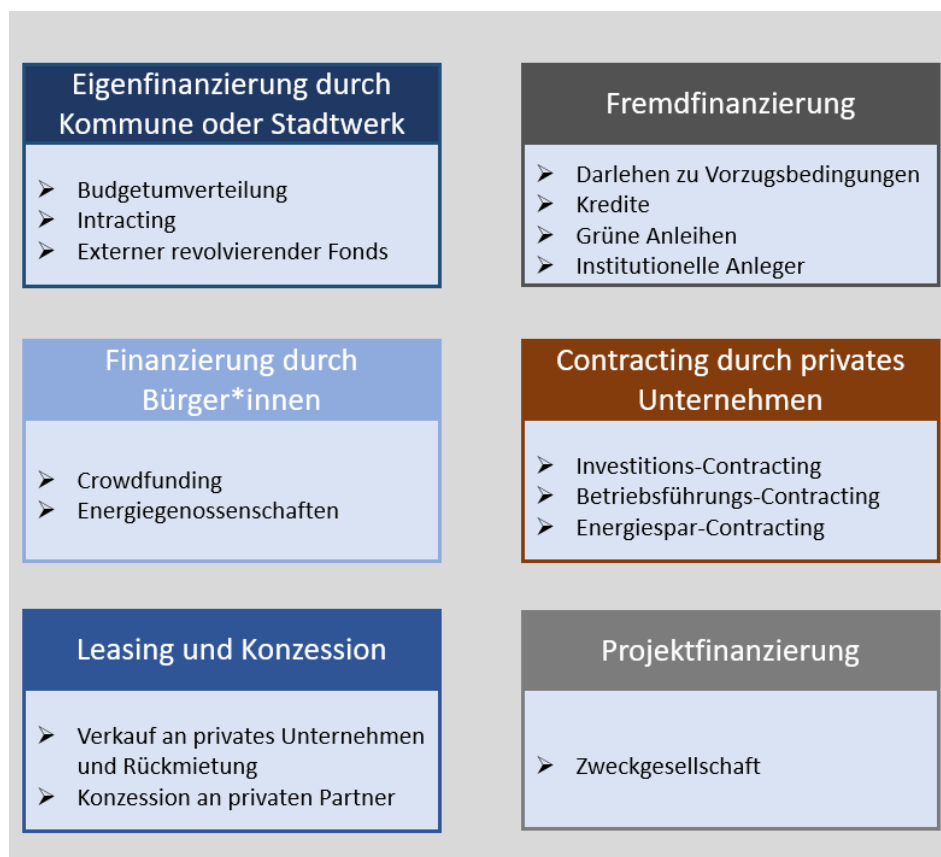 Eigenfinanzierung durch
Kommune oder Stadtwerk
➢ Budgetumverteilung
➢ Intracting
➢ Externer revolvierender Fonds
Fremdfinanzierung
➢ Darlehen zu Vorzugsbedingungen
➢ Kredite
➢ Grüne Anleihen
➢ Institutionelle Anleger
Finanzierung durch
Bürger*innen
➢ Crowdfunding
➢ Energiegenossenschaften
Contracting durch privates
Unternehmen
➢ Investitions-Contracting
➢ Betriebsführungs-Contracting
➢ Energiespar-Contracting
Leasing und Konzession
➢ Verkauf an privates Unternehmen
und Rückmietung
➢ Konzession an privaten Partner
Projektfinanzierung
➢ Zweckgesellschaft